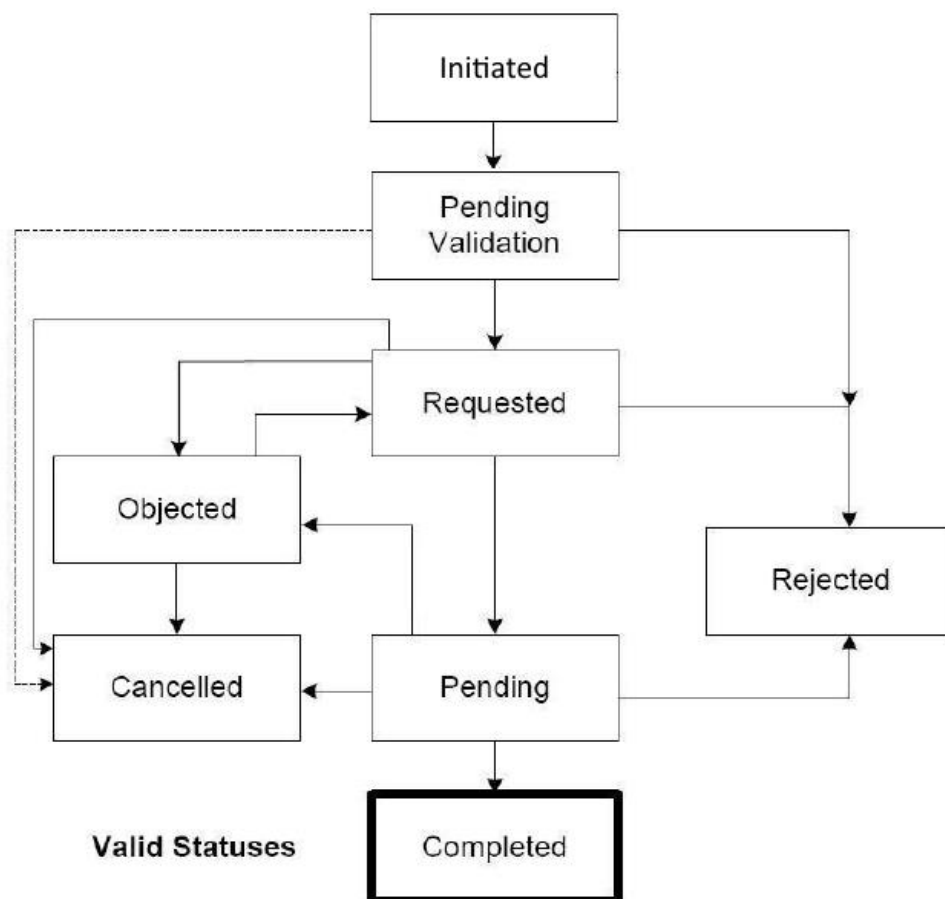 Initiated
Pending
Validation
Requested
Objected
Rejected
Cancelled
Pending
Valid Statuses
Completed